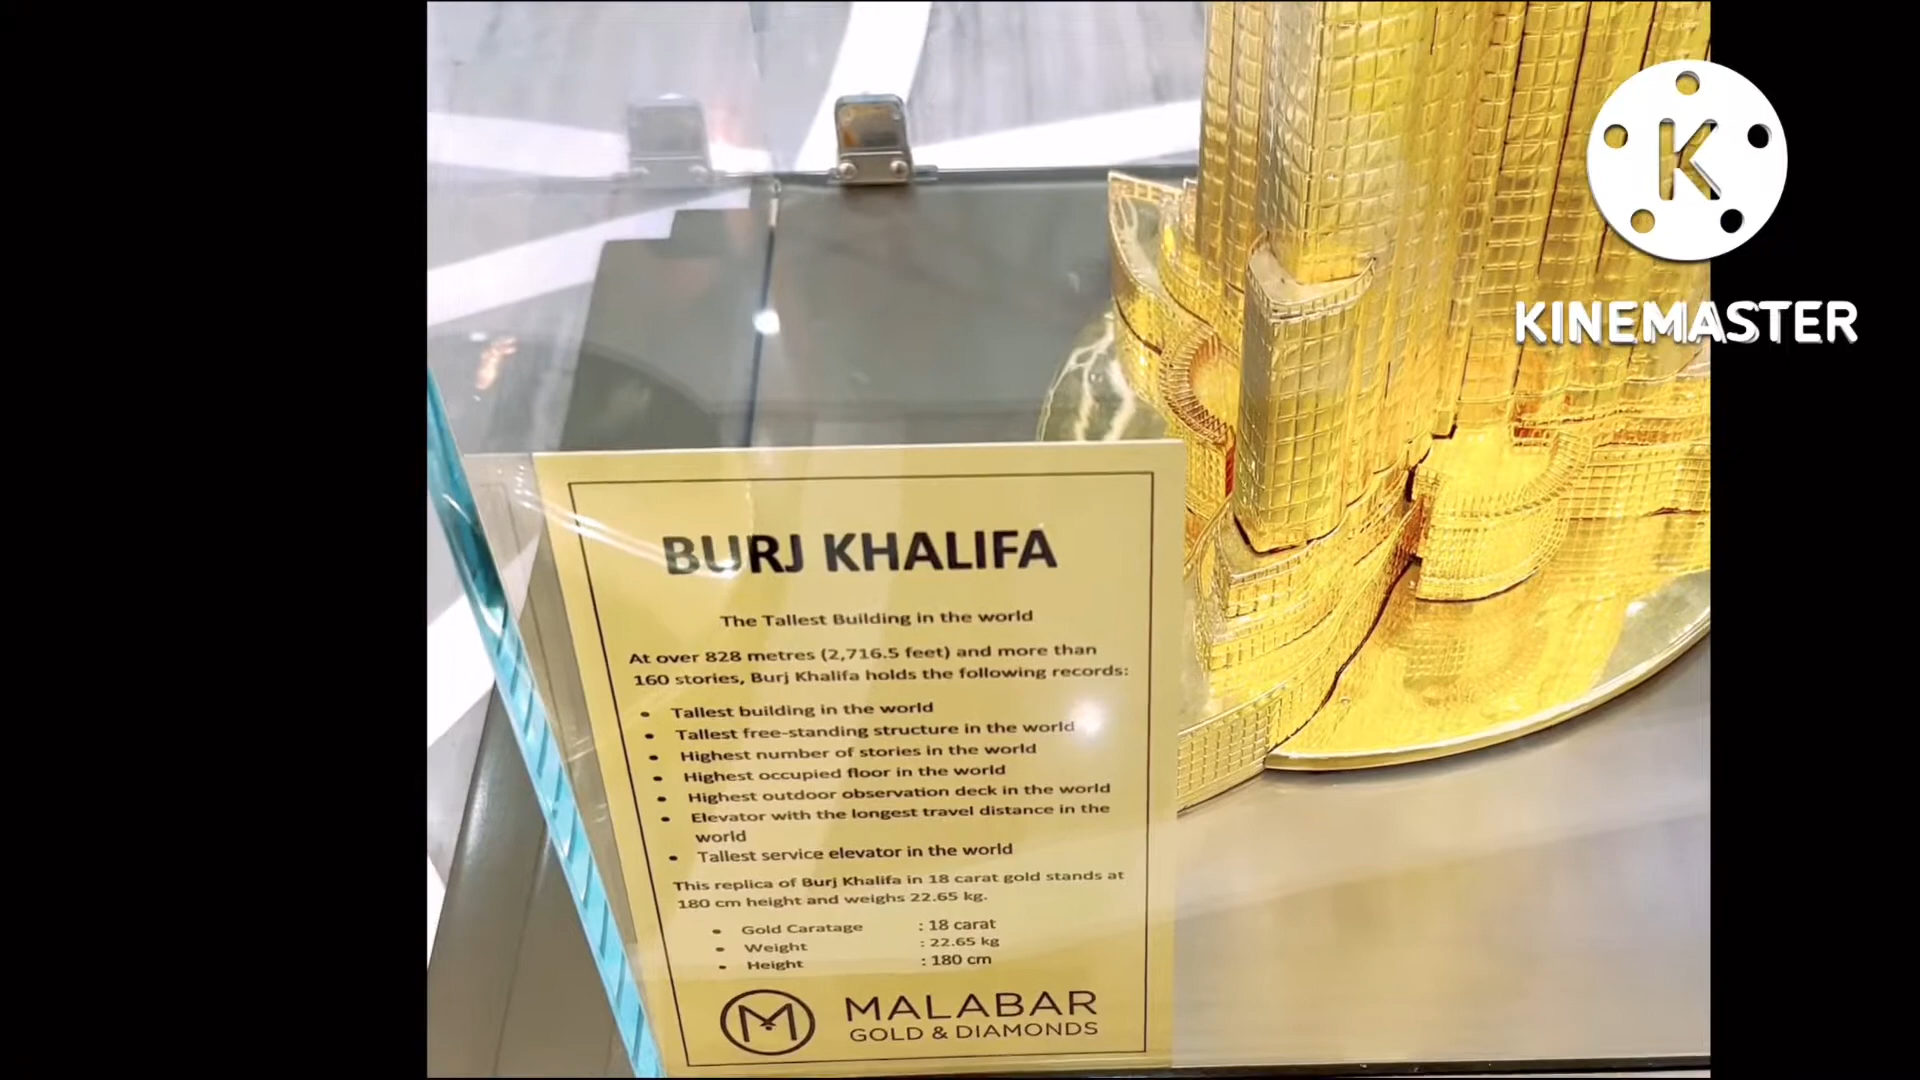 K
KINEMASTER
BURJ KHALIFA
The Tallest Building in the world
At over 828 metres (2,716.5 feet) and more than
160 stories, Burj Khalifa holds the following records:
• Tallest building in the world
• Tallest free-standing structure in the world
• Highest number of stories in the world
• Highest occupied floor in the world
• Highest outdoor observation deck in the world
• Elevator with the longest travel distance in the
world
• Tallest service elevator in the world
This replica of Burj Khalifa in 18 carat gold stands at
180 cm height and weighs 22.65 kg.
• Gold Caratage : 18 carat
• Weight : 22.65 kg
• Height : 180 cm
M MALABAR
GOLD & DIAMONDS